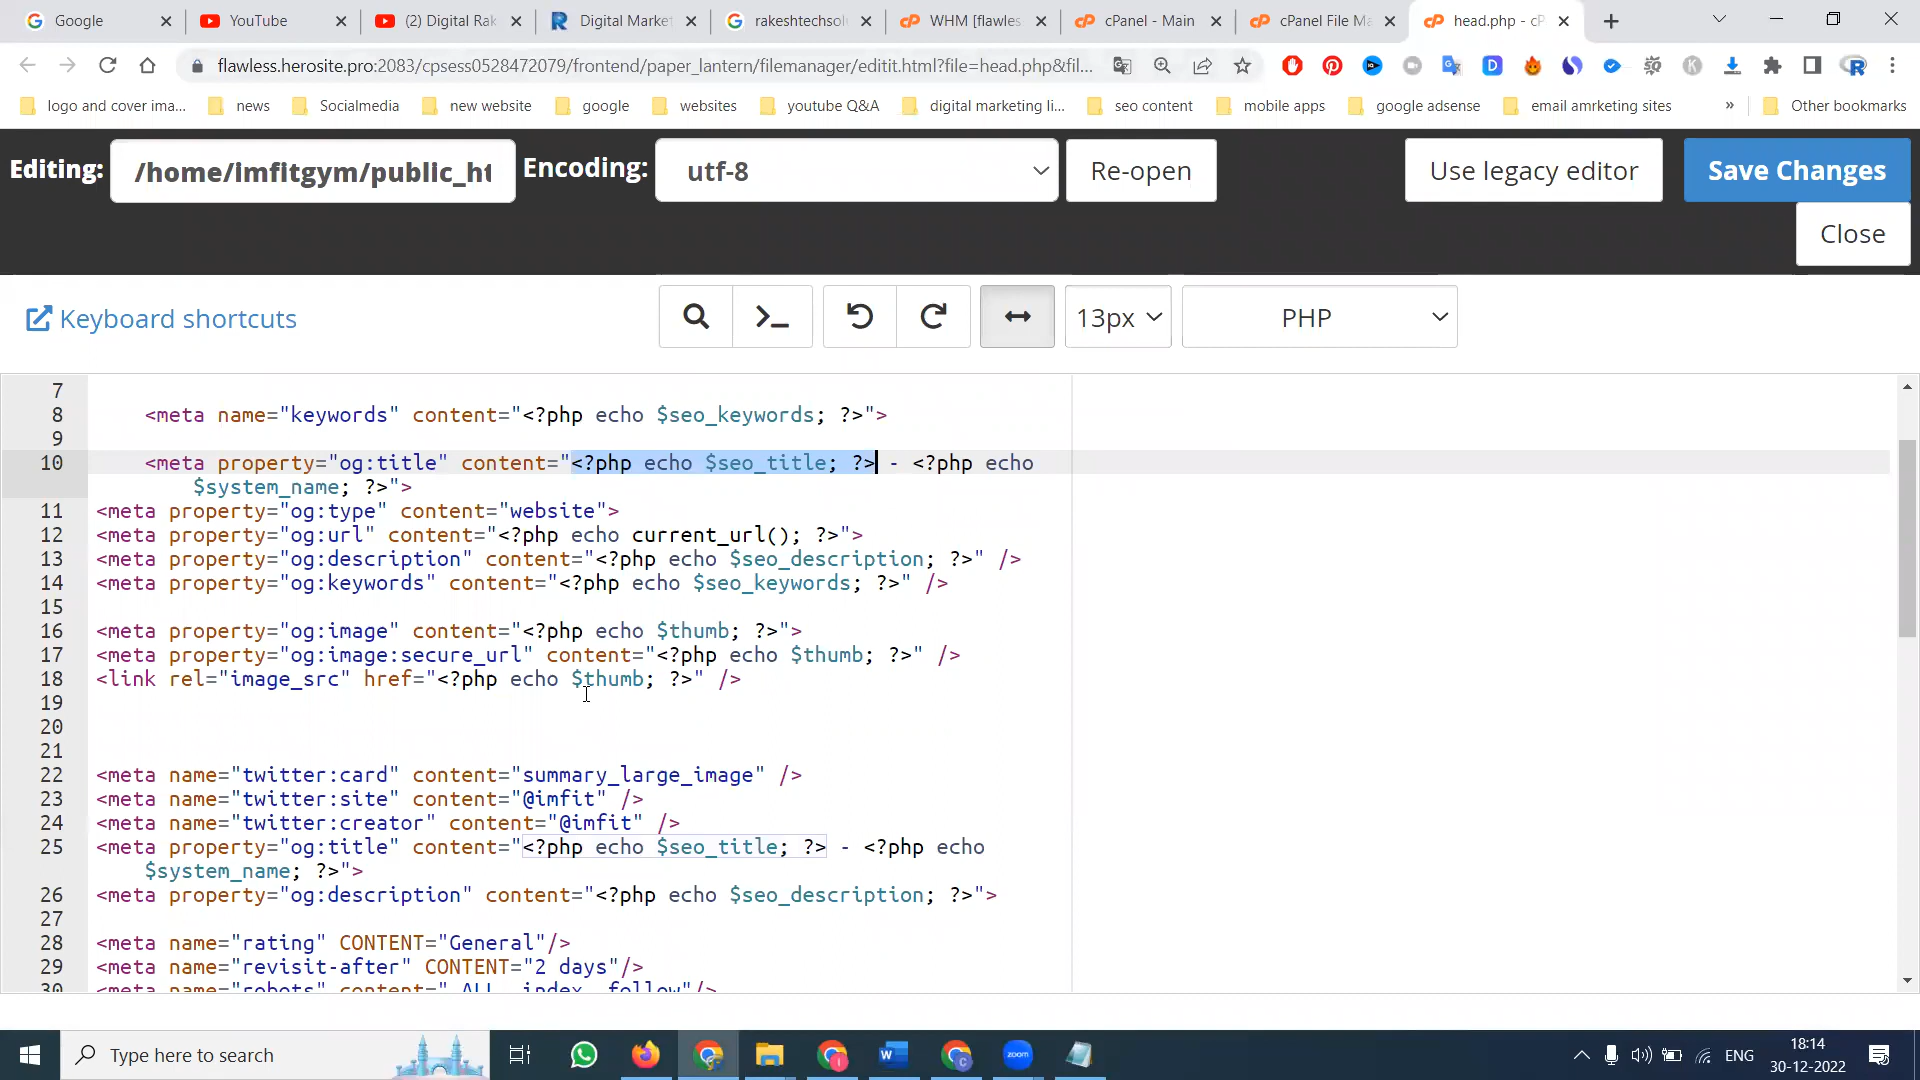 Google
YouTube
(2) Digital Rak
Digital Market
rakeshtechsol
WHM [flawles
cPanel - Main
cPanel File Ma
head.php - cP
flawless.herosite.pro:2083/cpsess0528472079/frontend/paper_lantern/filemanager/editit.html?file=head.php&fil...
logo and cover ima...
news
Socialmedia
new website
google
websites
youtube Q&A
digital marketing li...
seo content
mobile apps
google adsense
email amrketing sites
»
Other bookmarks
Editing: /home/imfitgym/public_ht Encoding: utf-8 Re-open Use legacy editor Save Changes
Close
Keyboard shortcuts 13px PHP
7
8 <meta name="keywords" content="<?php echo $seo_keywords; ?>">
9
10 <meta property="og:title" content="<?php echo $seo_title; ?> - <?php echo
$system_name; ?>">
11 <meta property="og:type" content="website">
12 <meta property="og:url" content="<?php echo current_url(); ?>">
13 <meta property="og:description" content="<?php echo $seo_description; ?>" />
14 <meta property="og:keywords" content="<?php echo $seo_keywords; ?>" />
15
16 <meta property="og:image" content="<?php echo $thumb; ?>">
17 <meta property="og:image:secure_url" content="<?php echo $thumb; ?>" />
18 <link rel="image_src" href="<?php echo $thumb; ?>" />
19
20
21
22 <meta name="twitter:card" content="summary_large_image" />
23 <meta name="twitter:site" content="@imfit" />
24 <meta name="twitter:creator" content="@imfit" />
25 <meta property="og:title" content="<?php echo $seo_title; ?> - <?php echo
$system_name; ?>">
26 <meta property="og:description" content="<?php echo $seo_description; ?>">
27
28 <meta name="rating" CONTENT="General"/>
29 <meta name="revisit-after" CONTENT="2 days"/>
30 <meta name="robots" content=" ALL, index, follow"/>
Type here to search
zoom
ENG
18:14
30-12-2022